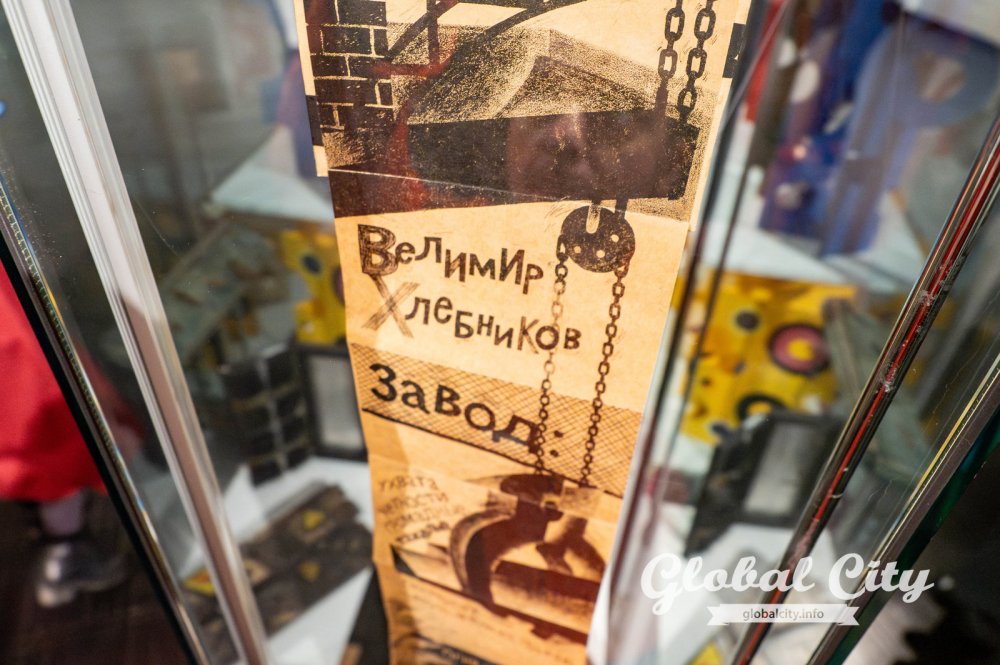 Велимир
Хлебников
завод:
Global City
globalcity.info